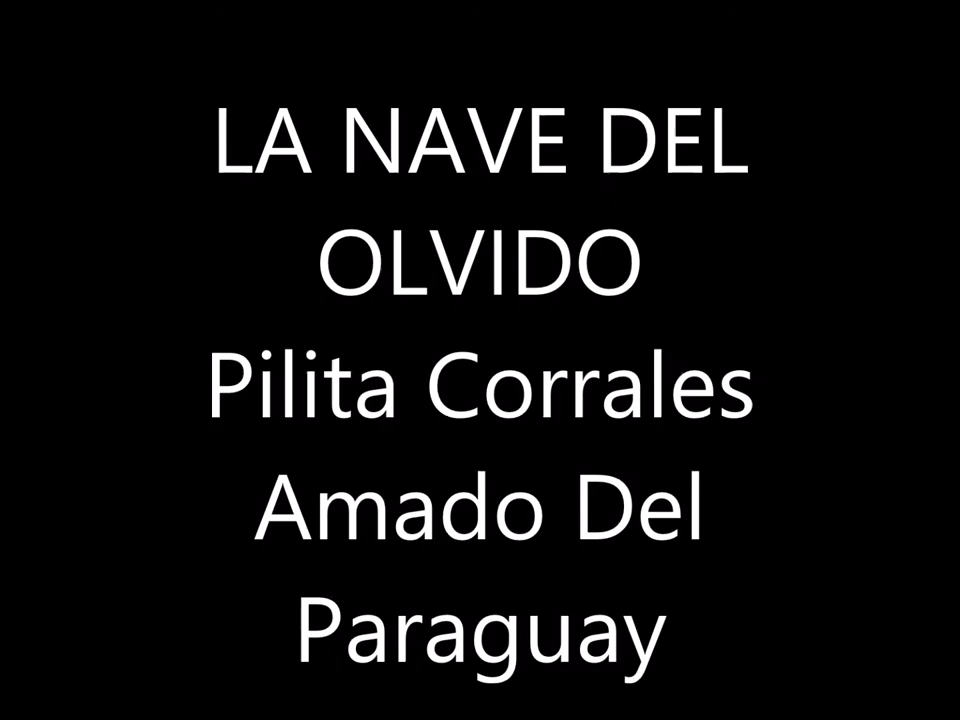 LA NAVE DEL
OLVIDO
Pilita Corrales
Amado Del
Paraguay